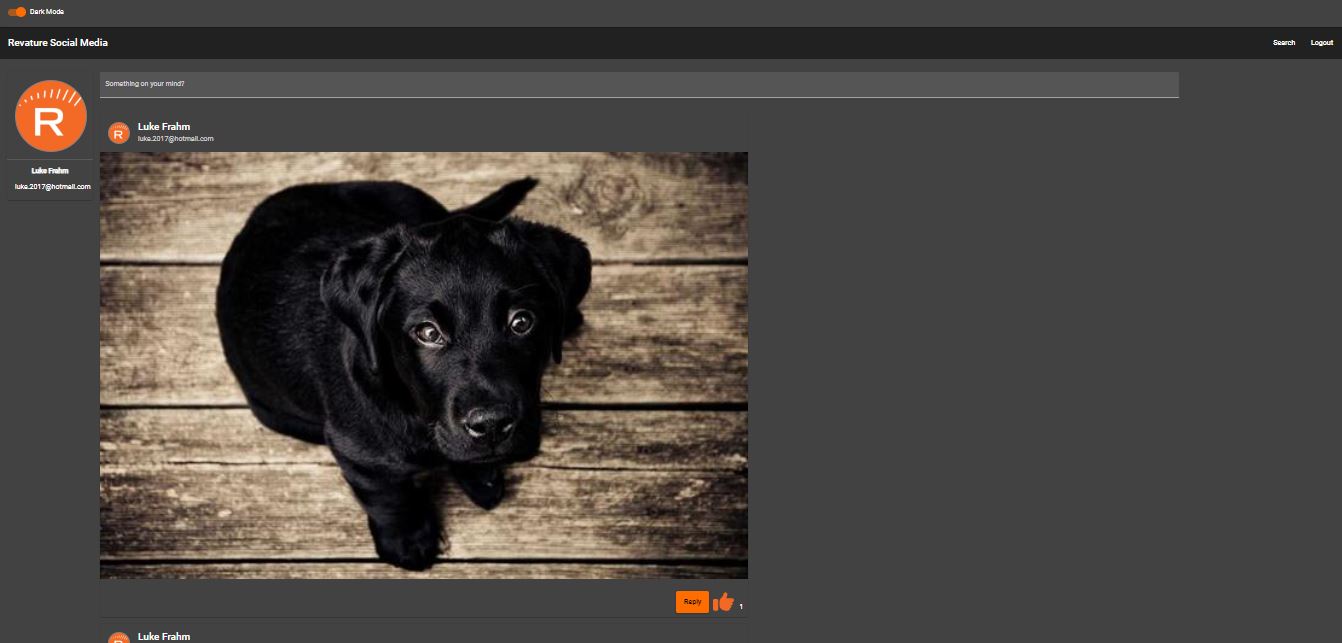 Dark Mode
Revature Social Media
Search
Logout
R
Something on your mind?
Luke Frahm
luke.2017@hotmail.com
R
Luke Frahm
luke.2017@hotmail.com
Reply
1
R
Luke Frahm